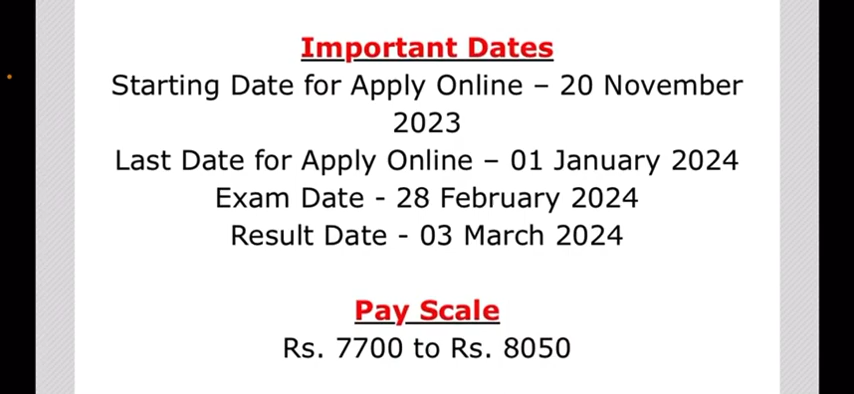 Important Dates
Starting Date for Apply Online – 20 November
2023
Last Date for Apply Online – 01 January 2024
Exam Date - 28 February 2024
Result Date - 03 March 2024
Pay Scale
Rs. 7700 to Rs. 8050